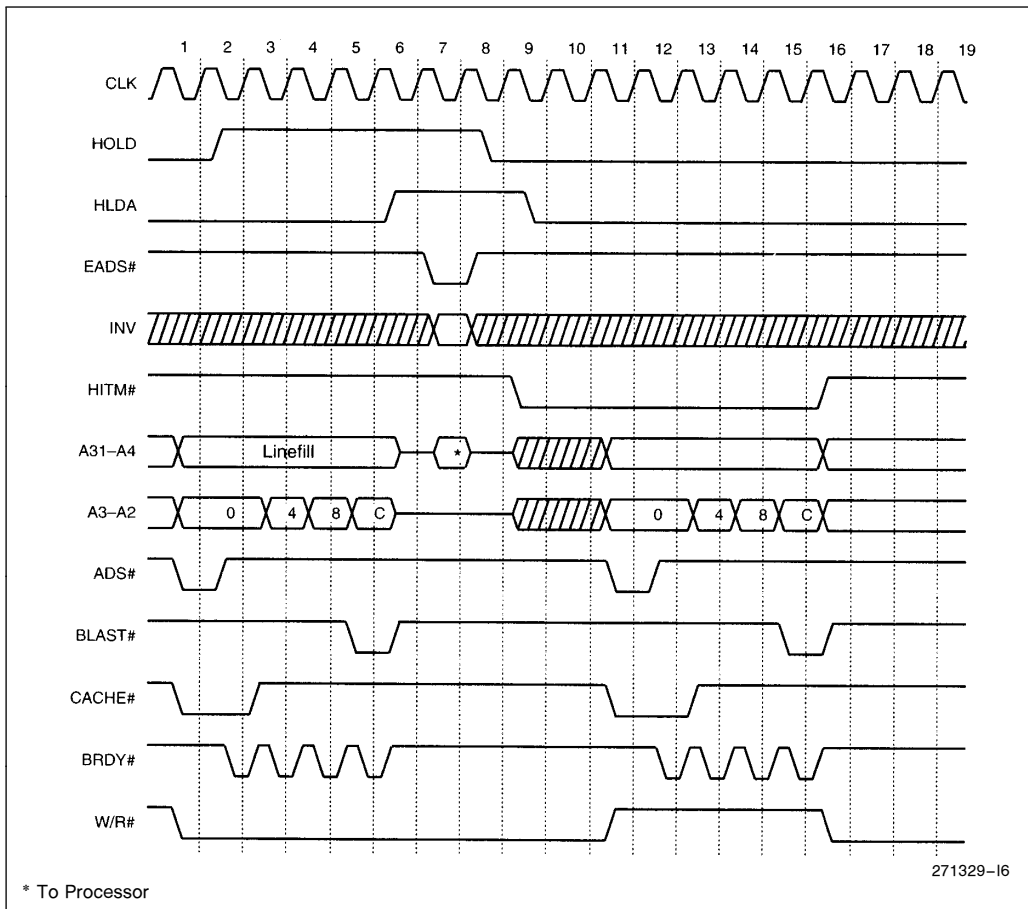 1 2 3 4 5 6 7 8 9 10 11 12 13 14 15 16 17 18 19
CLK
HOLD
HLDA
EADS#
INV
HITM#
A31–A4 Linefill *
A3–A2 0 4 8 C 0 4 8 C
ADS#
BLAST#
CACHE#
BRDY#
W/R#
271329–I6
* To Processor